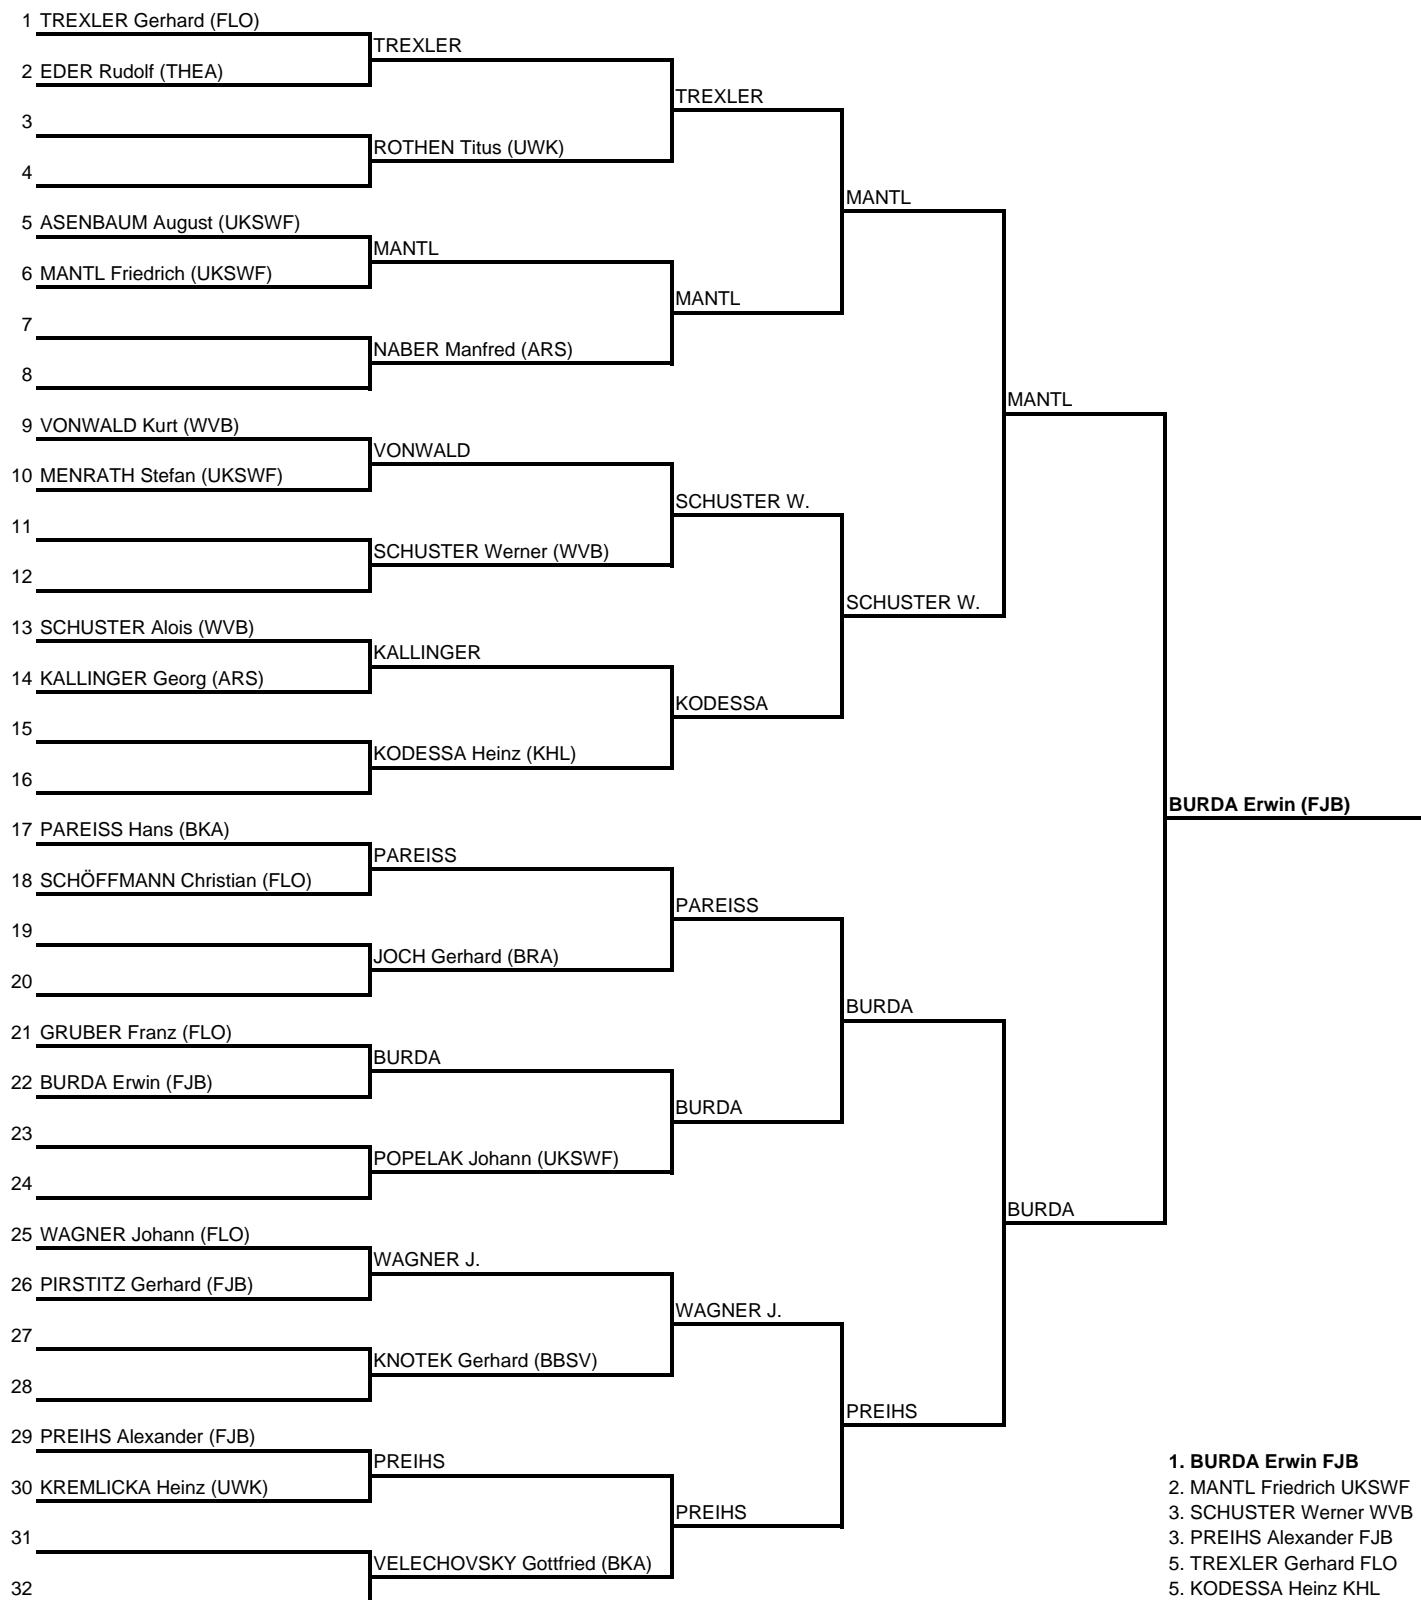 1 TREXLER Gerhard (FLO)
TREXLER
2 EDER Rudolf (THEA)
TREXLER
3
ROTHEN Titus (UWK)
4
MANTL
5 ASENBAUM August (UKSWF)
MANTL
6 MANTL Friedrich (UKSWF)
MANTL
7
NABER Manfred (ARS)
8
MANTL
9 VONWALD Kurt (WVB)
VONWALD
10 MENRATH Stefan (UKSWF)
SCHUSTER W.
11
SCHUSTER Werner (WVB)
12
SCHUSTER W.
13 SCHUSTER Alois (WVB)
KALLINGER
14 KALLINGER Georg (ARS)
KODESSA
15
KODESSA Heinz (KHL)
16
BURDA Erwin (FJB)
17 PAREISS Hans (BKA)
PAREISS
18 SCHÖFFMANN Christian (FLO)
PAREISS
19
JOCH Gerhard (BRA)
20
BURDA
21 GRUBER Franz (FLO)
BURDA
22 BURDA Erwin (FJB)
BURDA
23
POPELAK Johann (UKSWF)
24
BURDA
25 WAGNER Johann (FLO)
WAGNER J.
26 PIRSTITZ Gerhard (FJB)
WAGNER J.
27
KNOTEK Gerhard (BBSV)
28
PREIHS
29 PREIHS Alexander (FJB)
PREIHS
30 KREMLICKA Heinz (UWK)
PREIHS
31
VELECHOVSKY Gottfried (BKA)
32
1. BURDA Erwin FJB
2. MANTL Friedrich UKSWF
3. SCHUSTER Werner WVB
3. PREIHS Alexander FJB
5. TREXLER Gerhard FLO
5. KODESSA Heinz KHL